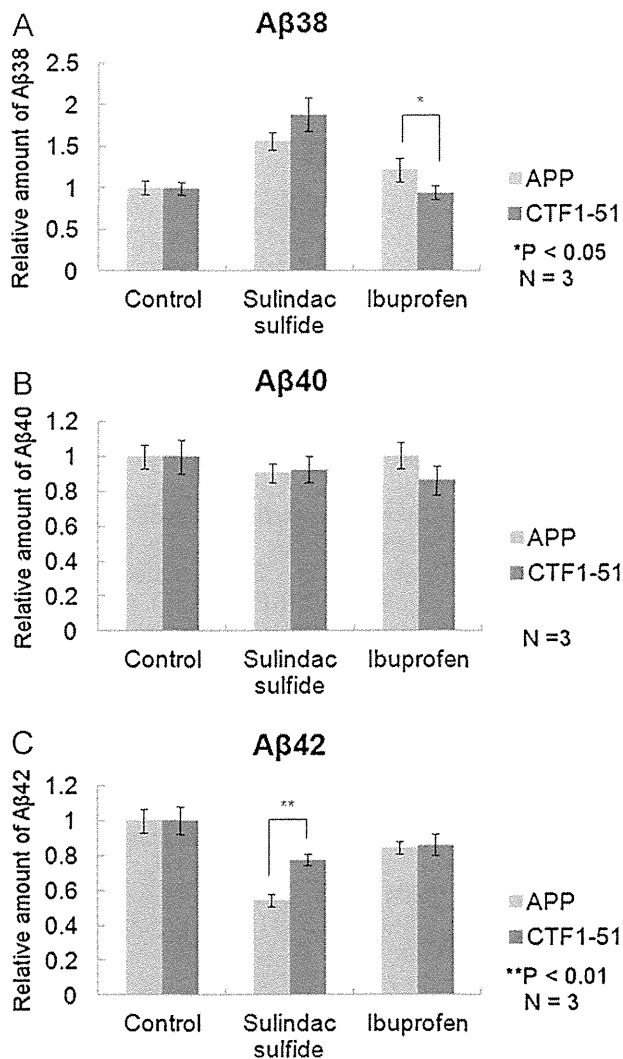 A
Aβ38
Relative amount of Aβ38
2.5
2
1.5
1
0.5
0
*
Control
Sulindac
sulfide
Ibuprofen
APP
CTF1-51
*P < 0.05
N = 3
B
Aβ40
Relative amount of Aβ40
1.2
1
0.8
0.6
0.4
0.2
0
Control
Sulindac
sulfide
Ibuprofen
APP
CTF1-51
N =3
C
Aβ42
Relative amount of Aβ42
1.2
1
0.8
0.6
0.4
0.2
0
**
Control
Sulindac
sulfide
Ibuprofen
APP
CTF1-51
**P < 0.01
N = 3